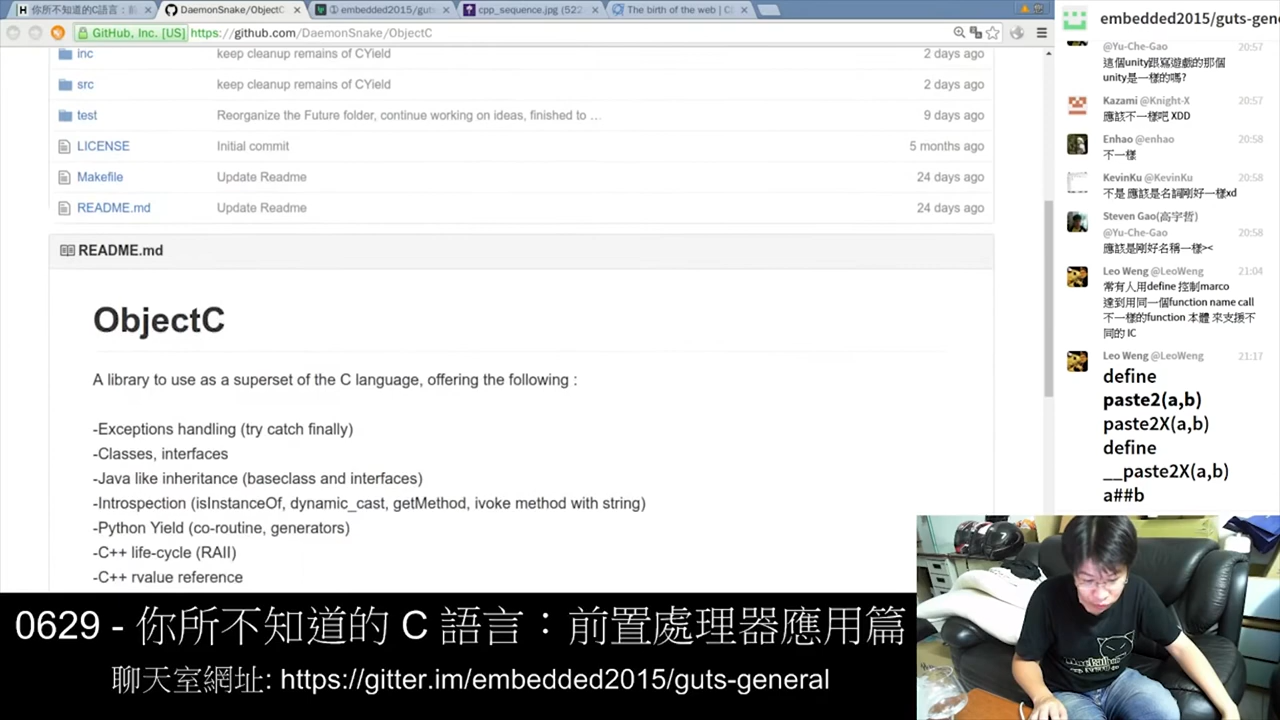 你所不知道的C語言：前
DaemonSnake/ObjectC
① embedded2015/guts
cpp_sequence.jpg (522
The birth of the web | C
GitHub, Inc. [US]
https://github.com/DaemonSnake/ObjectC
inc keep cleanup remains of CYield 2 days ago
src keep cleanup remains of CYield 2 days ago
test Reorganize the Future folder, continue working on ideas, finished to … 9 days ago
LICENSE Initial commit 5 months ago
Makefile Update Readme 24 days ago
README.md Update Readme 24 days ago
README.md
ObjectC
A library to use as a superset of the C language, offering the following :
-Exceptions handling (try catch finally)
-Classes, interfaces
-Java like inheritance (baseclass and interfaces)
-Introspection (isInstanceOf, dynamic_cast, getMethod, ivoke method with string)
-Python Yield (co-routine, generators)
-C++ life-cycle (RAII)
-C++ rvalue reference
embedded2015/guts-gene
@Yu-Che-Gao 20:57
這個unity跟寫遊戲的那個
unity是一樣的嗎?
Kazami @Knight-X 20:57
應該不一樣吧 XDD
Enhao @enhao 20:58
不一樣
KevinKu @KevinKu 20:58
不是 應該是名詞剛好一樣xd
Steven Gao(高宇哲)
@Yu-Che-Gao 20:58
應該是剛好名稱一樣><
Leo Weng @LeoWeng 21:04
常有人用define 控制marco
達到用同一個function name call
不一樣的function 本體 來支援不
同的 IC
Leo Weng @LeoWeng 21:17
define
paste2(a,b)
paste2X(a,b)
define
__paste2X(a,b)
a##b
0629 - 你所不知道的 C 語言：前置處理器應用篇
聊天室網址: https://gitter.im/embedded2015/guts-general